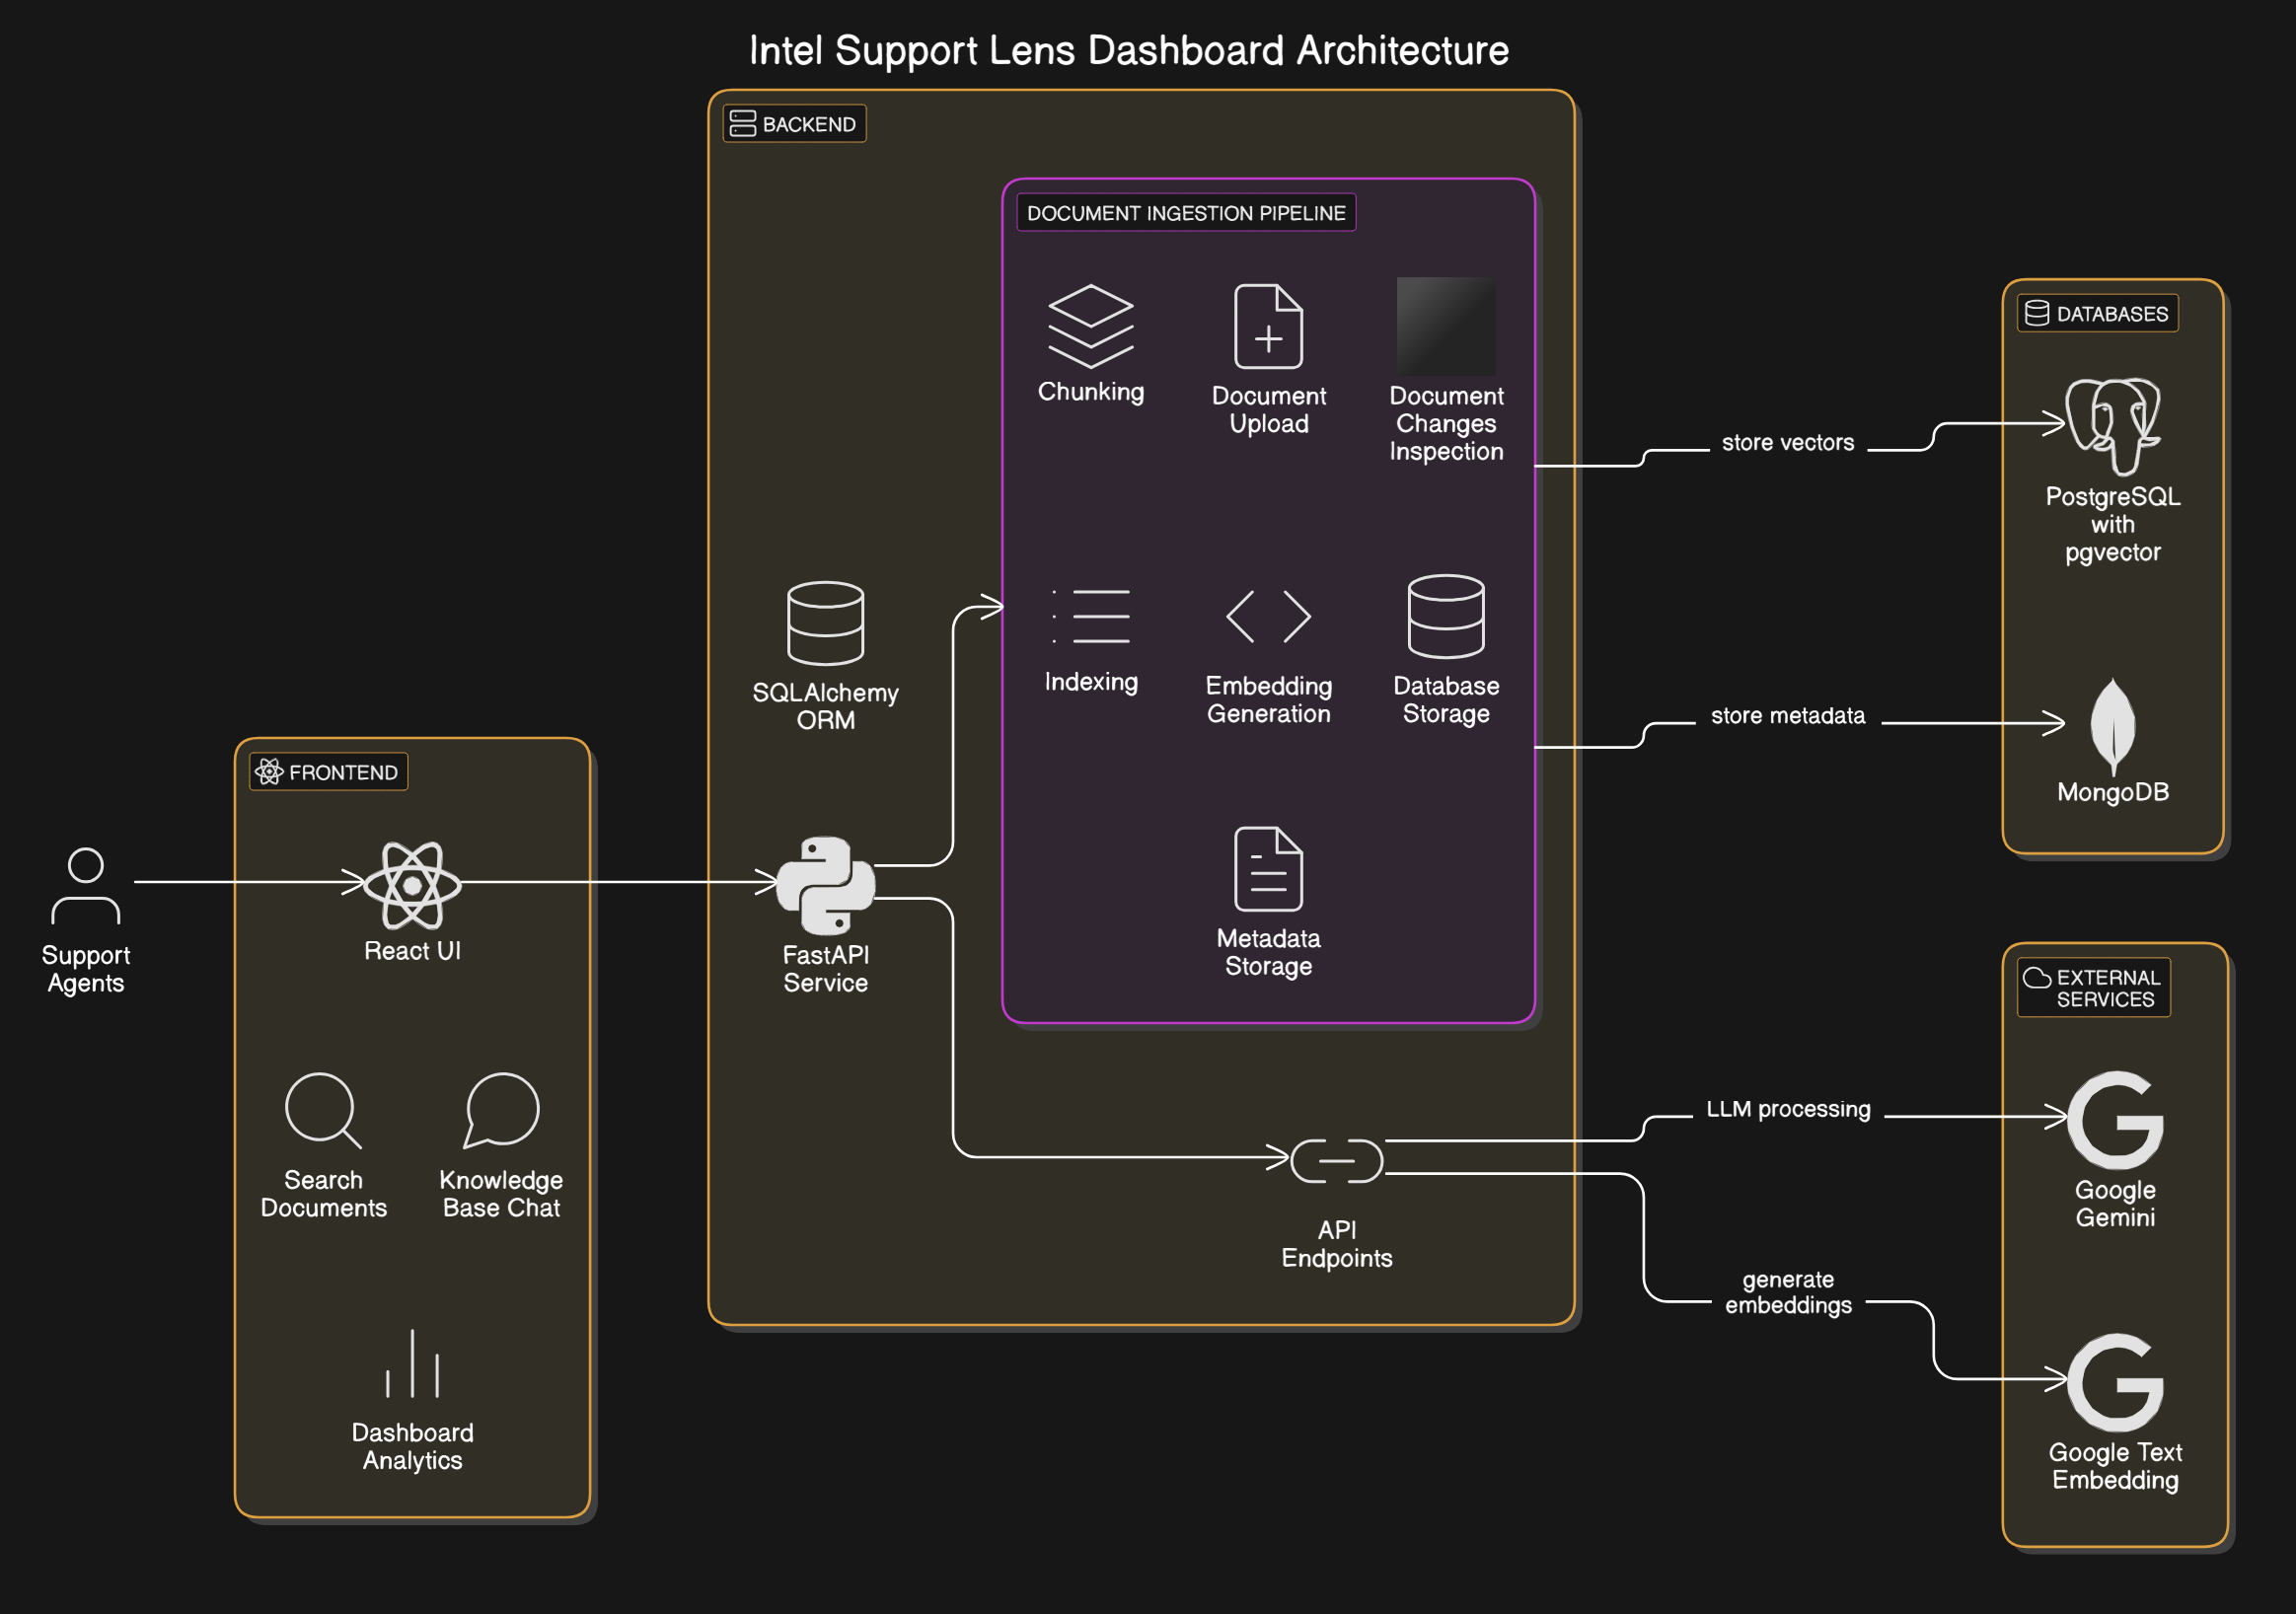 Intel Support Lens Dashboard Architecture
BACKEND
DOCUMENT INGESTION PIPELINE
Chunking
Document
Upload
Document
Changes
Inspection
Indexing
Embedding
Generation
Database
Storage
Metadata
Storage
SQLAlchemy
ORM
FastAPI
Service
API
Endpoints
FRONTEND
React UI
Search
Documents
Knowledge
Base Chat
Dashboard
Analytics
Support
Agents
store vectors
store metadata
LLM processing
generate
embeddings
DATABASES
PostgreSQL
with
pgvector
MongoDB
EXTERNAL
SERVICES
Google
Gemini
Google Text
Embedding